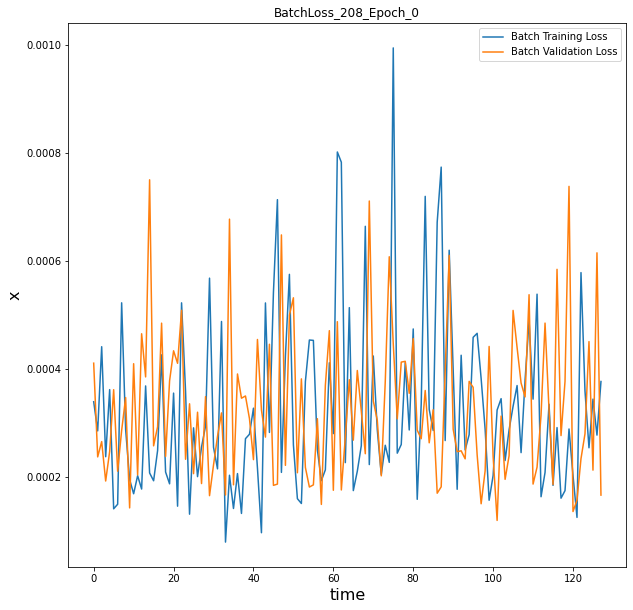 BatchLoss_208_Epoch_0
Batch Training Loss
Batch Validation Loss
0.0010
0.0008
0.0006
0.0004
0.0002
x
0 20 40 60 80 100 120
time